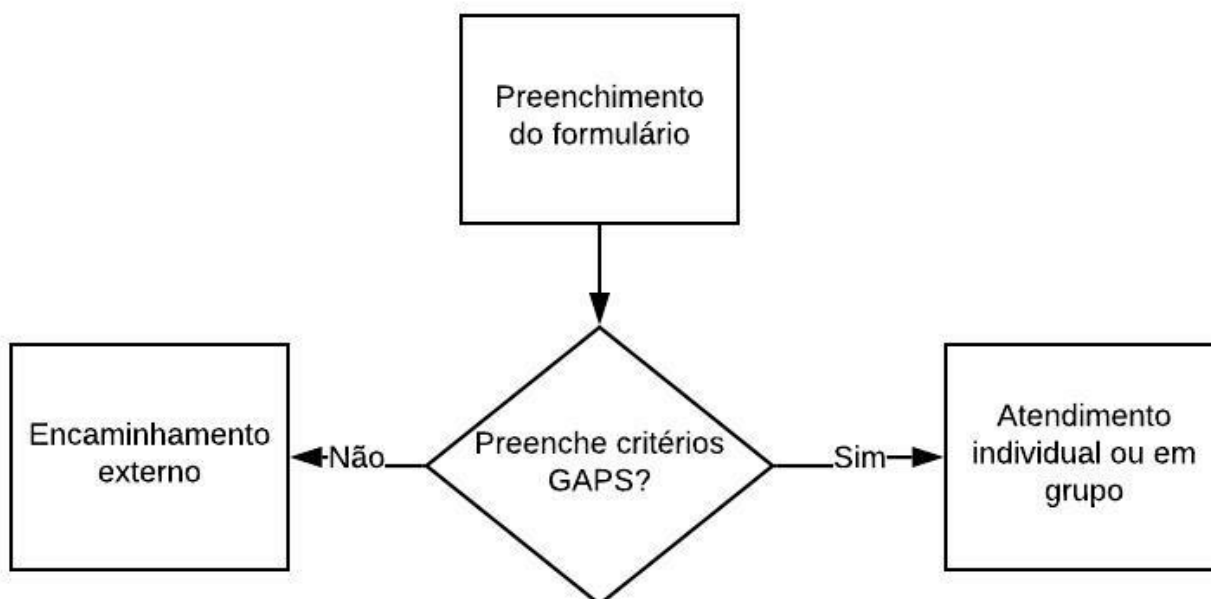 Preenchimento
do formulário
Encaminhamento
externo
Não
Preenche critérios
GAPS?
Sim
Atendimento
individual ou em
grupo